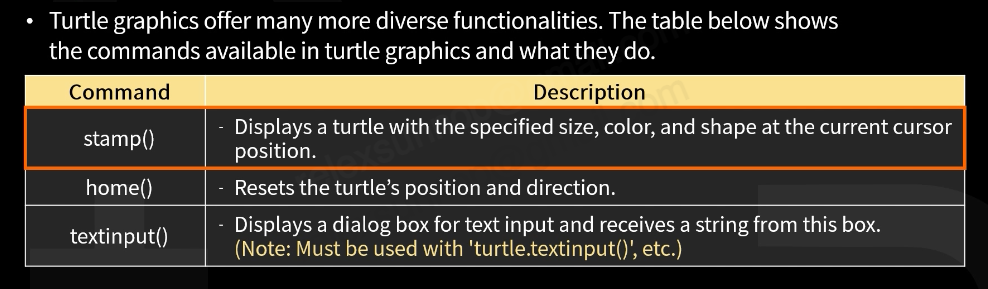 • Turtle graphics offer many more diverse functionalities. The table below shows
the commands available in turtle graphics and what they do.
Command Description
stamp() - Displays a turtle with the specified size, color, and shape at the current cursor
position.
home() - Resets the turtle's position and direction.
textinput() - Displays a dialog box for text input and receives a string from this box.
(Note: Must be used with 'turtle.textinput()', etc.)